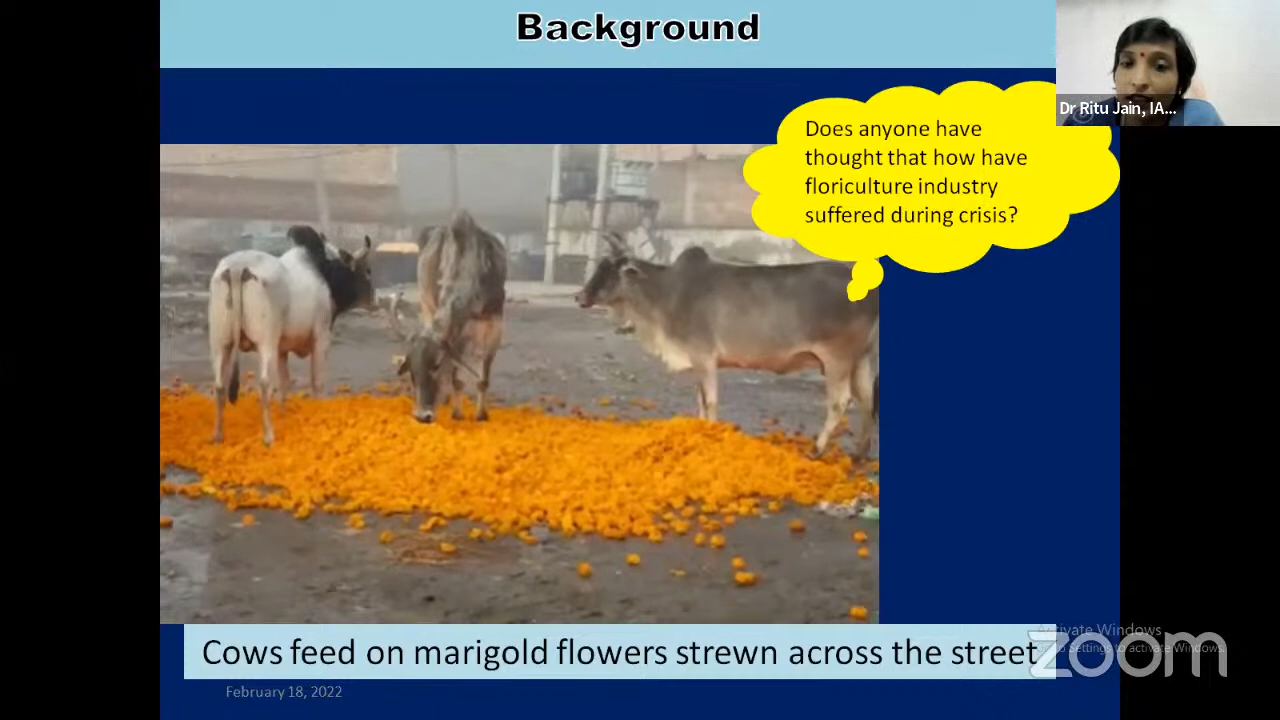 Background
Dr Ritu Jain, IA...
Does anyone have
thought that how have
floriculture industry
suffered during crisis?
Cows feed on marigold flowers strewn across the street
Activate Windows
Go to Settings to activate Windows.
zoom
February 18, 2022